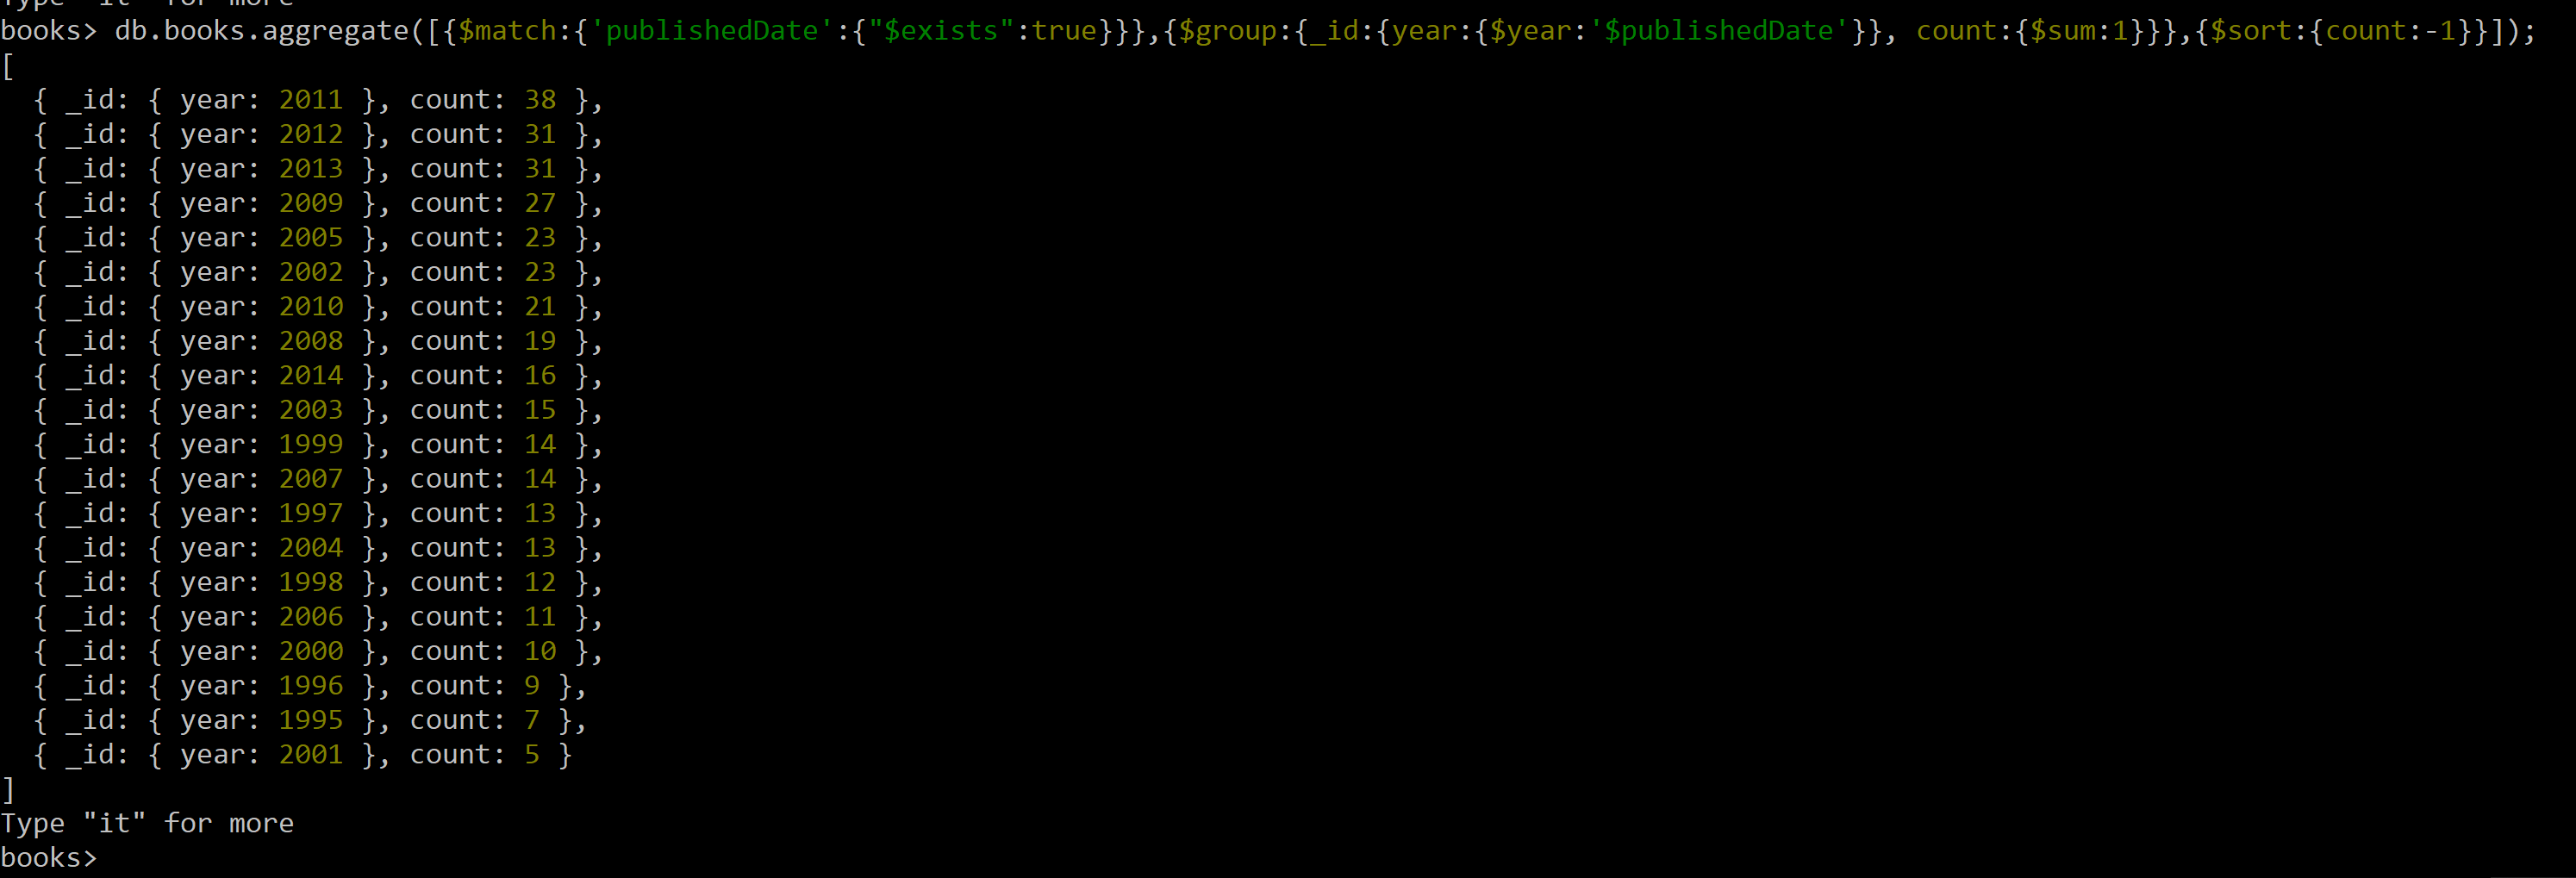 Type "it" for more
books> db.books.aggregate([{$match:{'publishedDate':{"$exists":true}}},{$group:{_id:{year:{$year:'$publishedDate'}}, count:{$sum:1}}},{$sort:{count:-1}}]);
[
  { _id: { year: 2011 }, count: 38 },
  { _id: { year: 2012 }, count: 31 },
  { _id: { year: 2013 }, count: 31 },
  { _id: { year: 2009 }, count: 27 },
  { _id: { year: 2005 }, count: 23 },
  { _id: { year: 2002 }, count: 23 },
  { _id: { year: 2010 }, count: 21 },
  { _id: { year: 2008 }, count: 19 },
  { _id: { year: 2014 }, count: 16 },
  { _id: { year: 2003 }, count: 15 },
  { _id: { year: 1999 }, count: 14 },
  { _id: { year: 2007 }, count: 14 },
  { _id: { year: 1997 }, count: 13 },
  { _id: { year: 2004 }, count: 13 },
  { _id: { year: 1998 }, count: 12 },
  { _id: { year: 2006 }, count: 11 },
  { _id: { year: 2000 }, count: 10 },
  { _id: { year: 1996 }, count: 9 },
  { _id: { year: 1995 }, count: 7 },
  { _id: { year: 2001 }, count: 5 }
]
Type "it" for more
books>